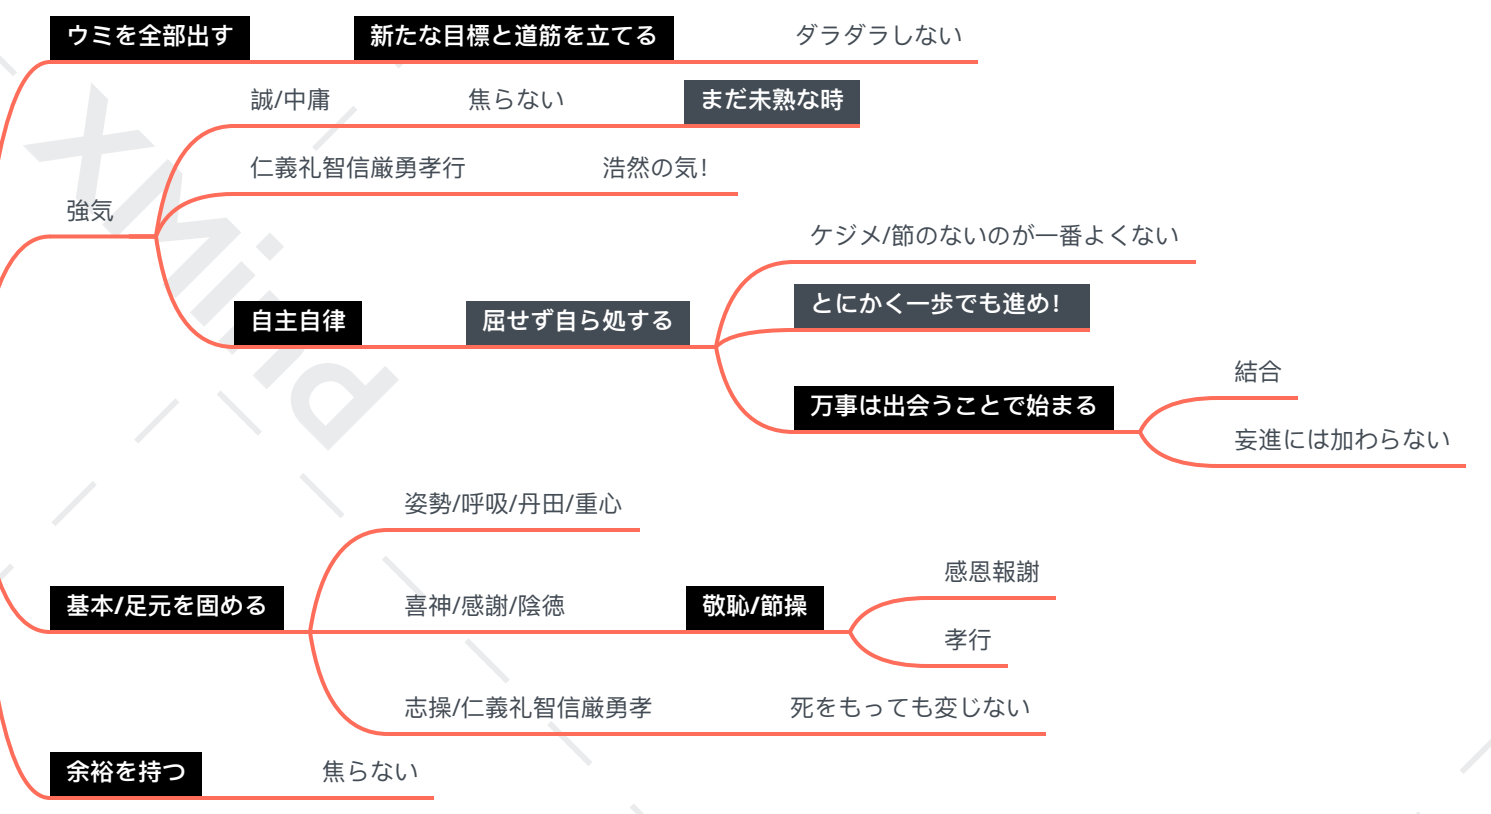 ウミを全部出す
新たな目標と道筋を立てる
ダラダラしない
誠/中庸
焦らない
まだ未熟な時
仁義礼智信厳勇孝行
浩然の気!
強気
ケジメ/節のないのが一番よくない
とにかく一歩でも進め!
自主自律
屈せず自ら処する
結合
万事は出会うことで始まる
妄進には加わらない
姿勢/呼吸/丹田/重心
感恩報謝
基本/足元を固める
喜神/感謝/陰徳
敬恥/節操
孝行
志操/仁義礼智信厳勇孝
死をもっても変じない
余裕を持つ
焦らない
XMind